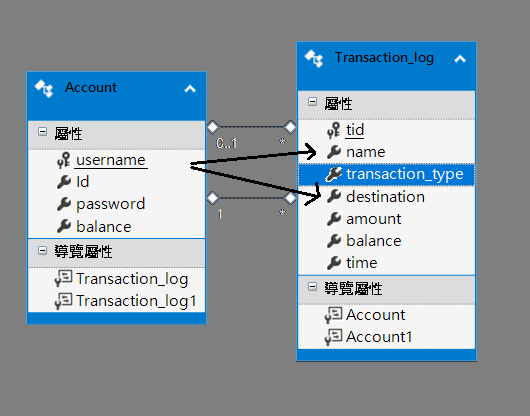 Account
屬性
username
Id
password
balance
導覽屬性
Transaction_log
Transaction_log1
0..1
*
1
*
Transaction_log
屬性
tid
name
transaction_type
destination
amount
balance
time
導覽屬性
Account
Account1